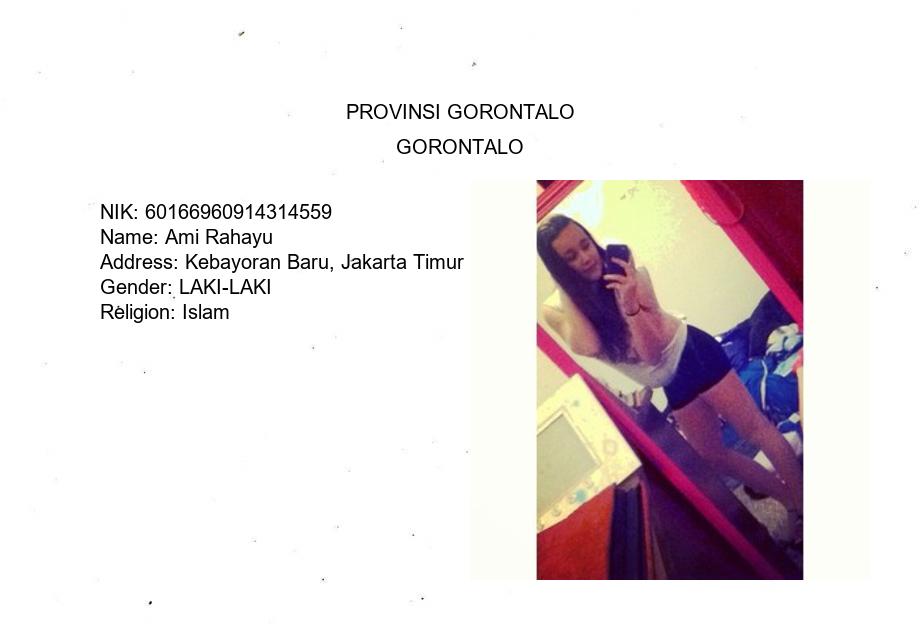 PROVINSI GORONTALO
GORONTALO
NIK: 60166960914314559
Name: Ami Rahayu
Address: Kebayoran Baru, Jakarta Timur
Gender: LAKI-LAKI
Religion: Islam